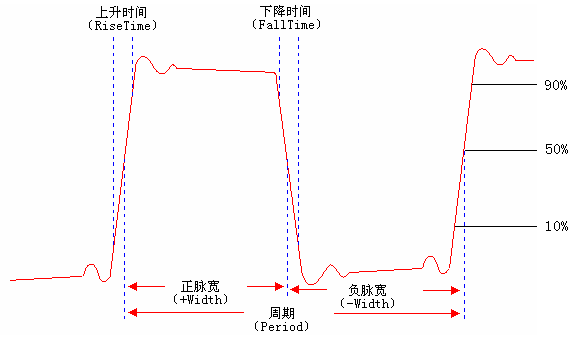 上升时间
(RiseTime)
下降时间
(FallTime)
90%
50%
10%
正脉宽
(+Width)
负脉宽
(-Width)
周期
(Period)